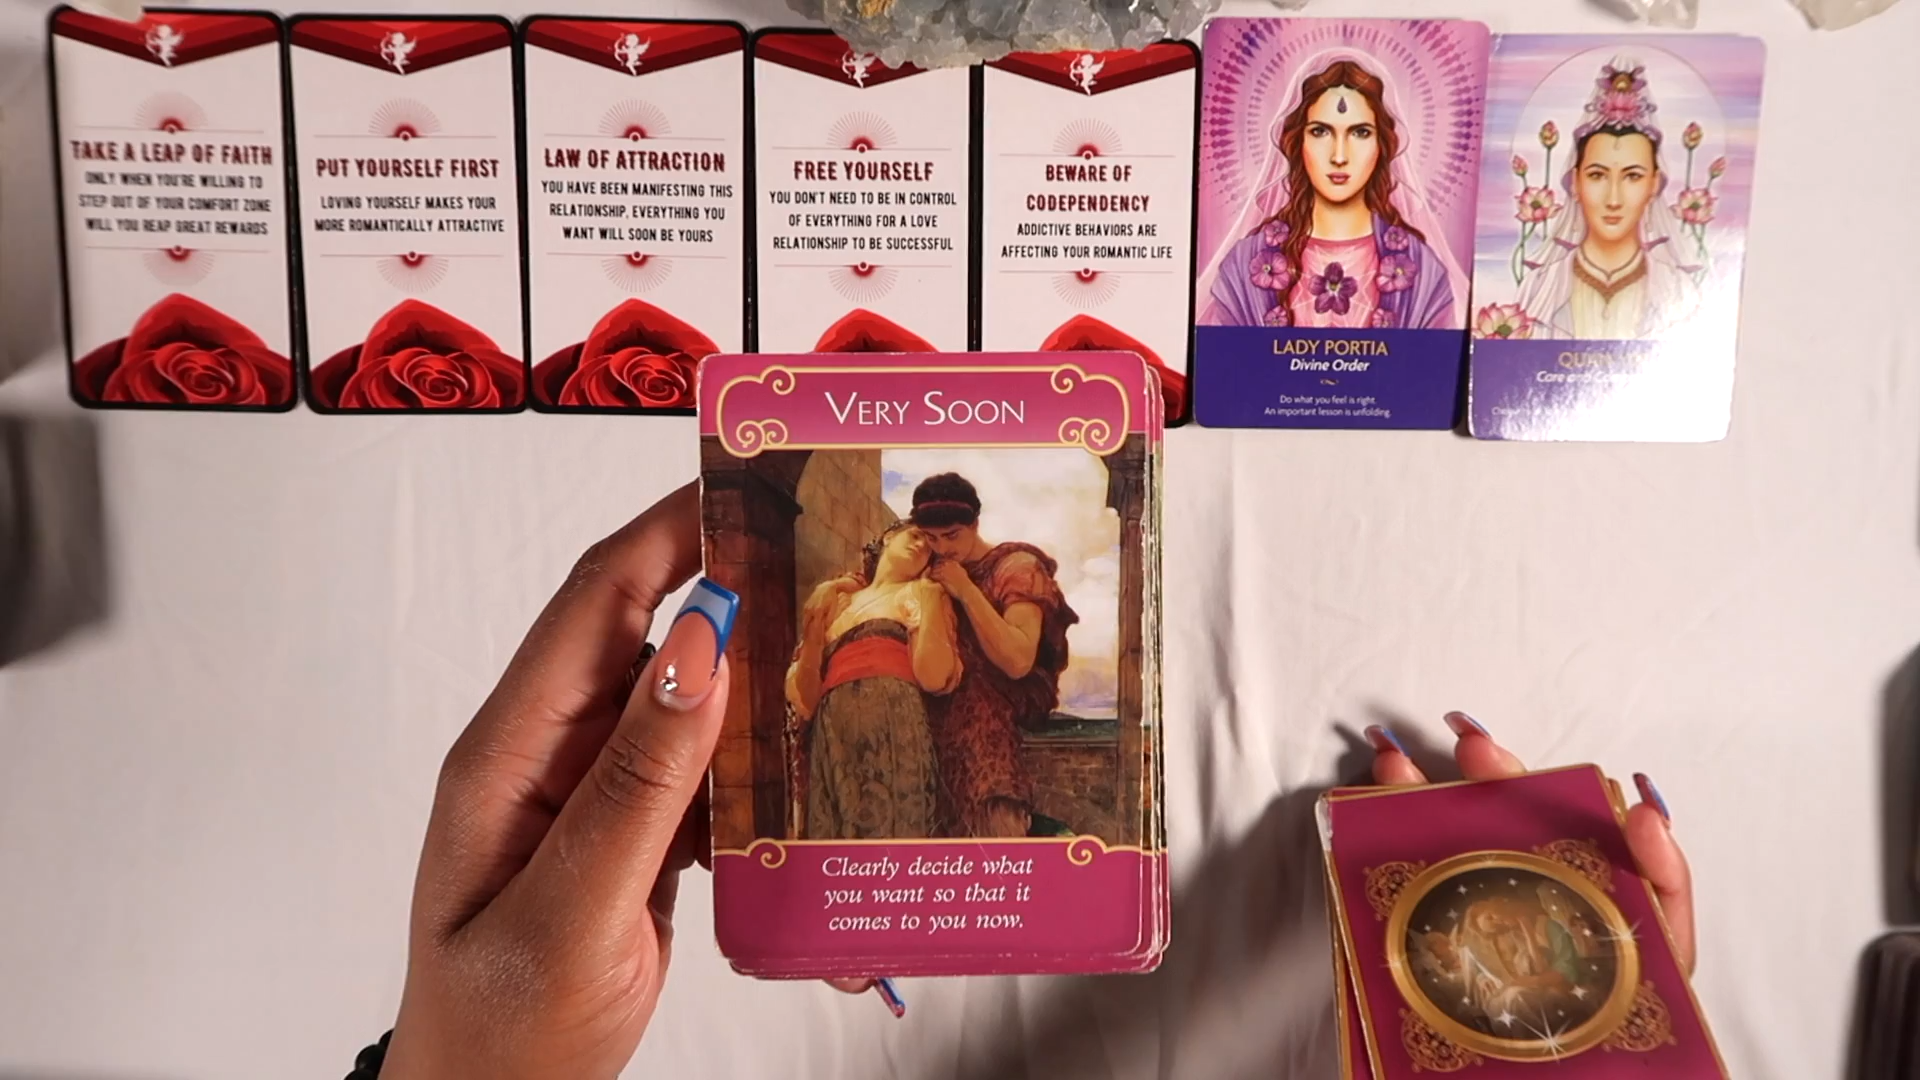 TAKE A LEAP OF FAITH
ONLY WHEN YOU'RE WILLING TO
STEP OUT OF YOUR COMFORT ZONE
WILL YOU REAP GREAT REWARDS
PUT YOURSELF FIRST
LOVING YOURSELF MAKES YOUR
MORE ROMANTICALLY ATTRACTIVE
LAW OF ATTRACTION
YOU HAVE BEEN MANIFESTING THIS
RELATIONSHIP, EVERYTHING YOU
WANT WILL SOON BE YOURS
FREE YOURSELF
YOU DON'T NEED TO BE IN CONTROL
OF EVERYTHING FOR A LOVE
RELATIONSHIP TO BE SUCCESSFUL
BEWARE OF
CODEPENDENCY
ADDICTIVE BEHAVIORS ARE
AFFECTING YOUR ROMANTIC LIFE
LADY PORTIA
Divine Order
Do what you feel is right.
An important lesson is unfolding.
Care and
VERY SOON
Clearly decide what
you want so that it
comes to you now.